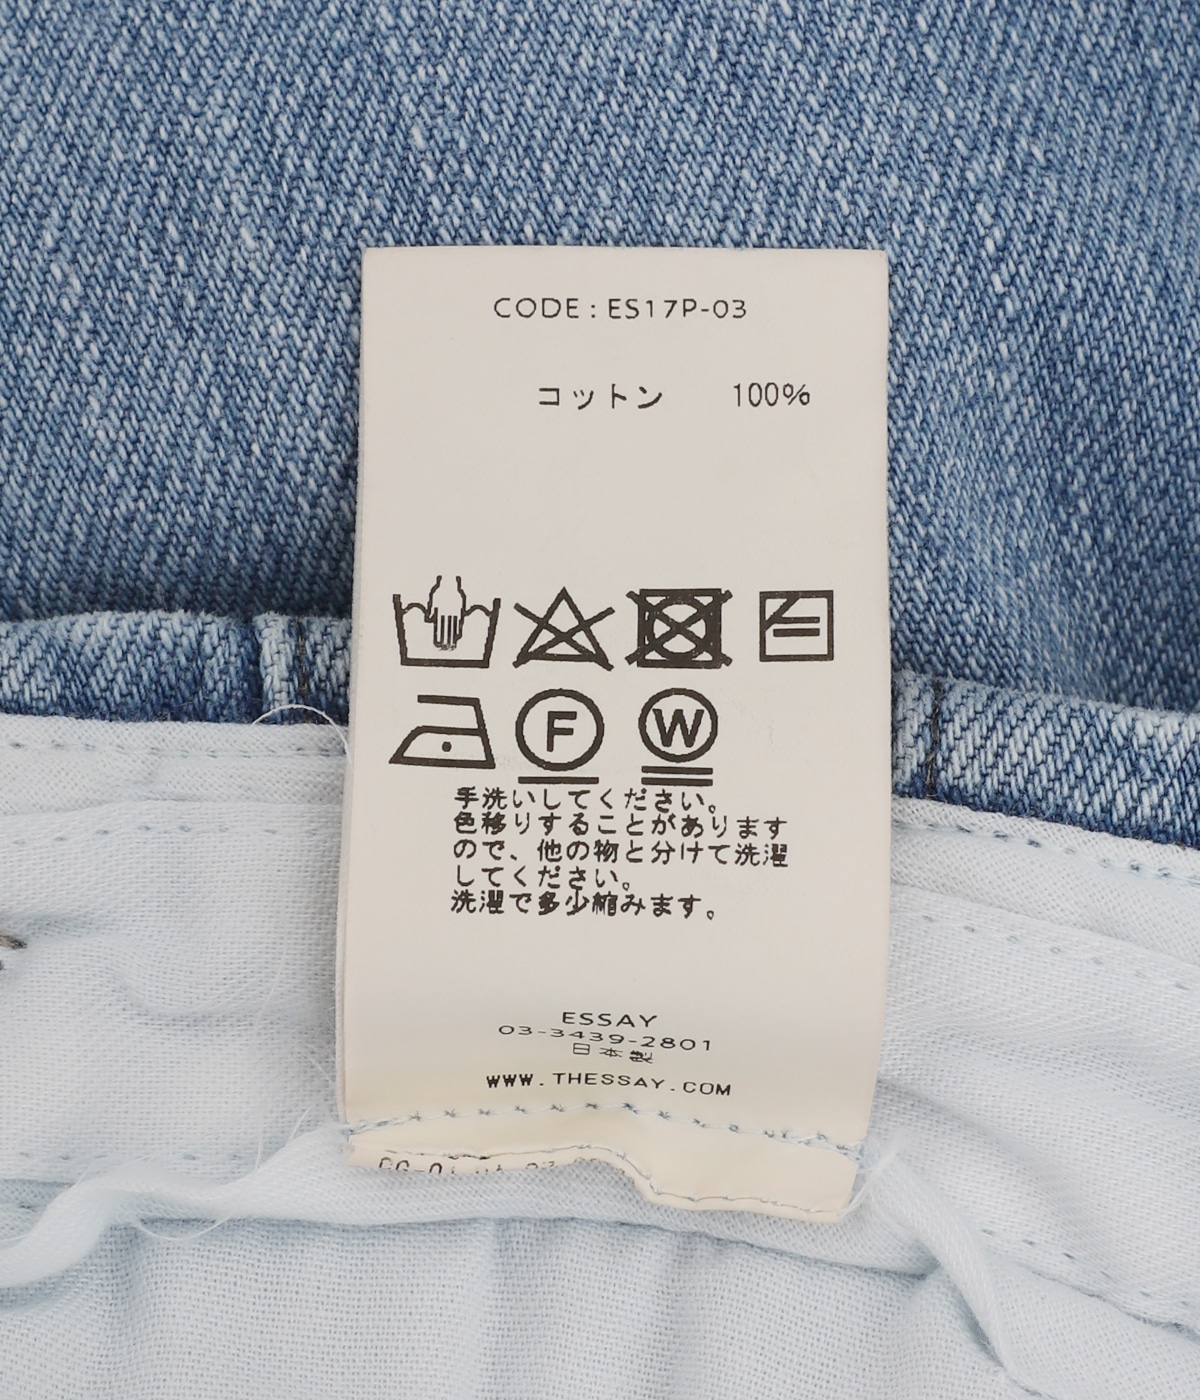 CODE : ES17P-03
コットン 100%
F W
手洗いしてください。
色移りすることがあります
ので、他の物と分けて洗濯
してください。
洗濯で多少縮みます。
ESSAY
03-3439-2801
日本製
WWW.THESSAY.COM